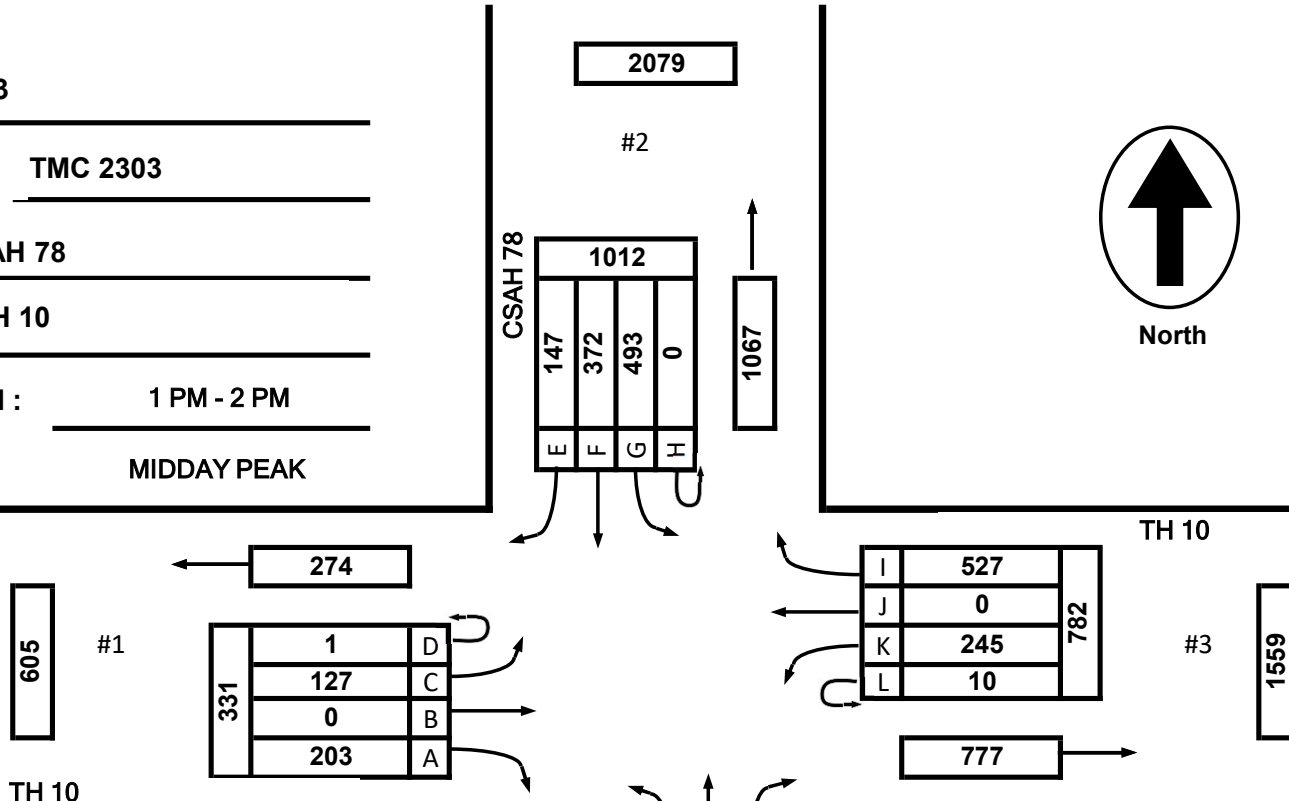 2079
#2
TMC 2303
CSAH 78
1012
147
372
493
0
1067
AH 78
H 10
1 PM - 2 PM
MIDDAY PEAK
E
F
G
H
North
TH 10
274
605
#1
331
1 D
127 C
0 B
203 A
I 527
J 0
K 245
L 10
782
#3
1559
777
TH 10